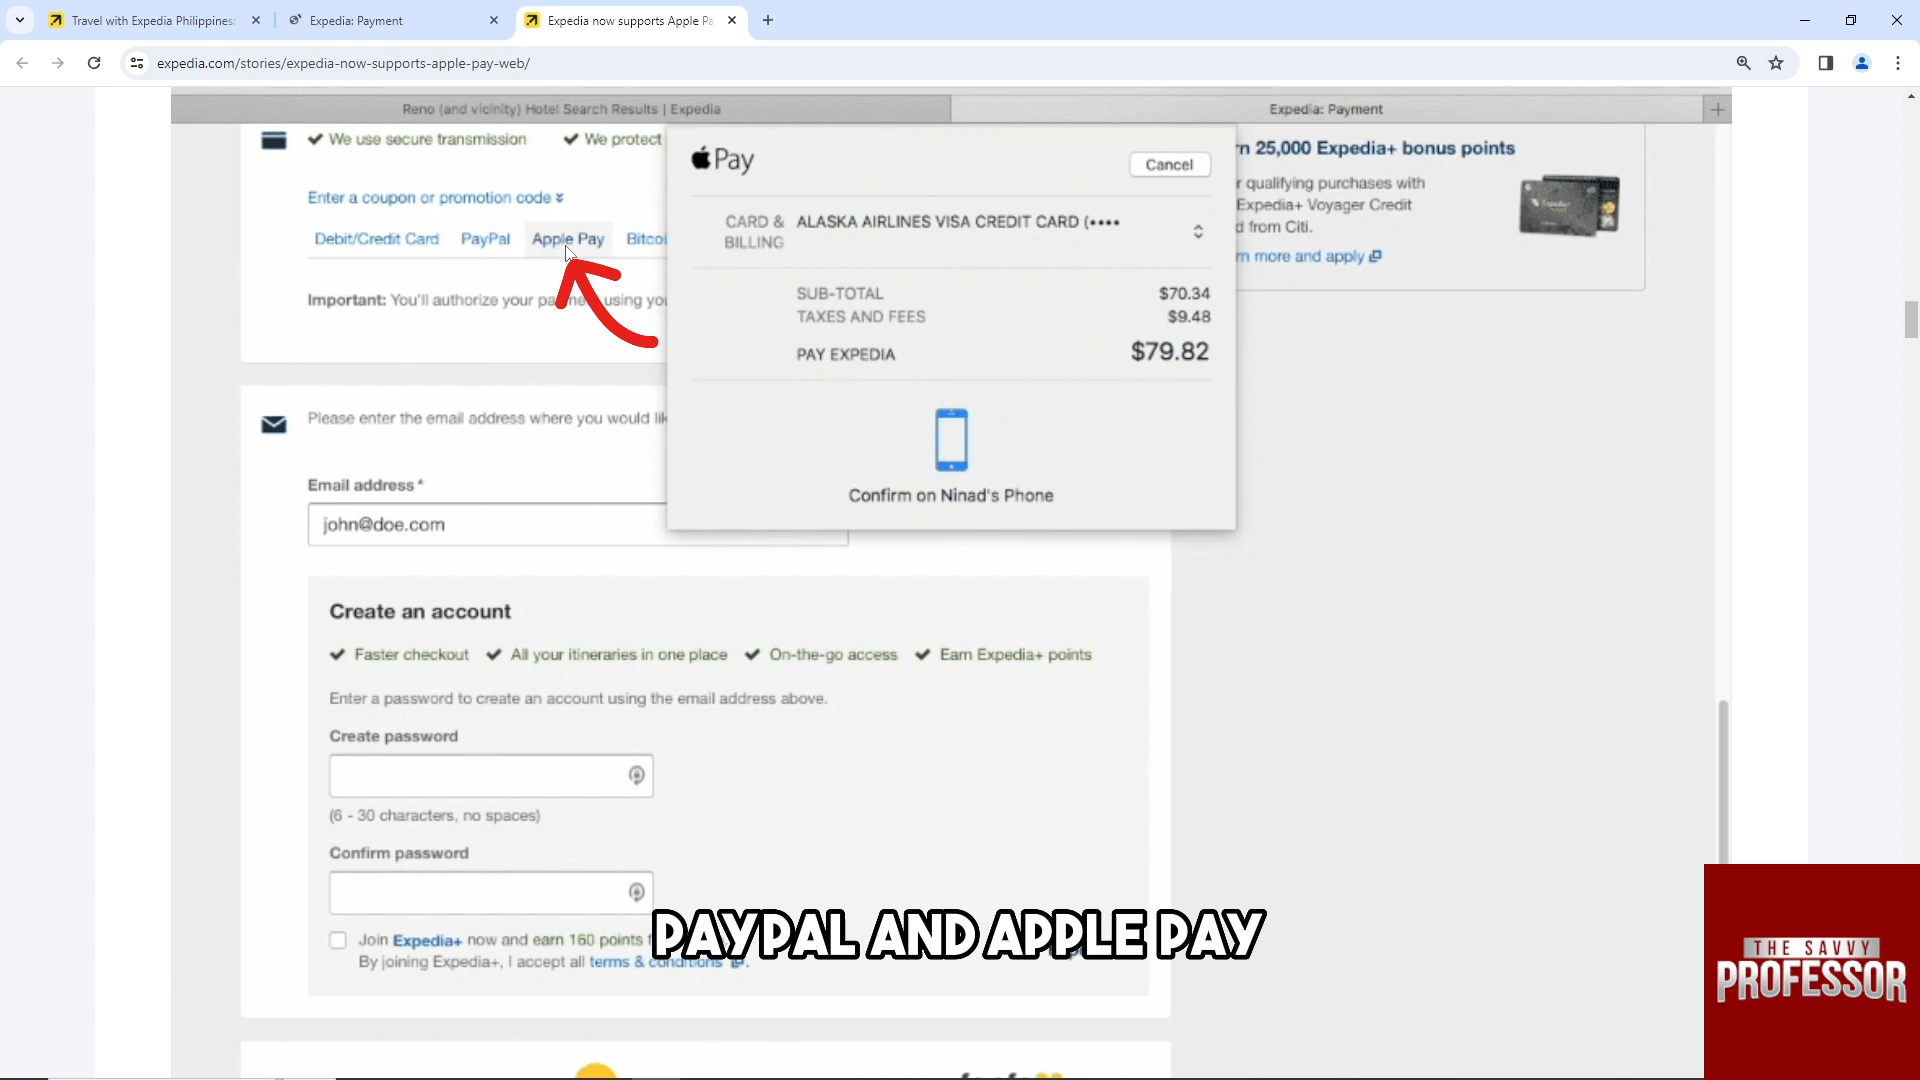 Travel with Expedia Philippines:
Expedia: Payment
Expedia now supports Apple Pa
expedia.com/stories/expedia-now-supports-apple-pay-web/
Reno (and vicinity) Hotel Search Results | Expedia
Expedia: Payment
We use secure transmission
We protect
Enter a coupon or promotion code
Debit/Credit Card
PayPal
Apple Pay
Bitcoi
Important: You'll authorize your payment using you
Pay
Cancel
CARD & BILLING
ALASKA AIRLINES VISA CREDIT CARD (••••
SUB-TOTAL $70.34
TAXES AND FEES $9.48
PAY EXPEDIA $79.82
Confirm on Ninad's Phone
rn 25,000 Expedia+ bonus points
r qualifying purchases with
Expedia+ Voyager Credit
d from Citi.
rn more and apply
Please enter the email address where you would lik
Email address *
john@doe.com
Create an account
Faster checkout
All your itineraries in one place
On-the-go access
Earn Expedia+ points
Enter a password to create an account using the email address above.
Create password
(6 - 30 characters, no spaces)
Confirm password
Join Expedia+ now and earn 160 points f
By joining Expedia+, I accept all terms & conditions
PAYPAL AND APPLE PAY
THE SAVVY
PROFESSOR